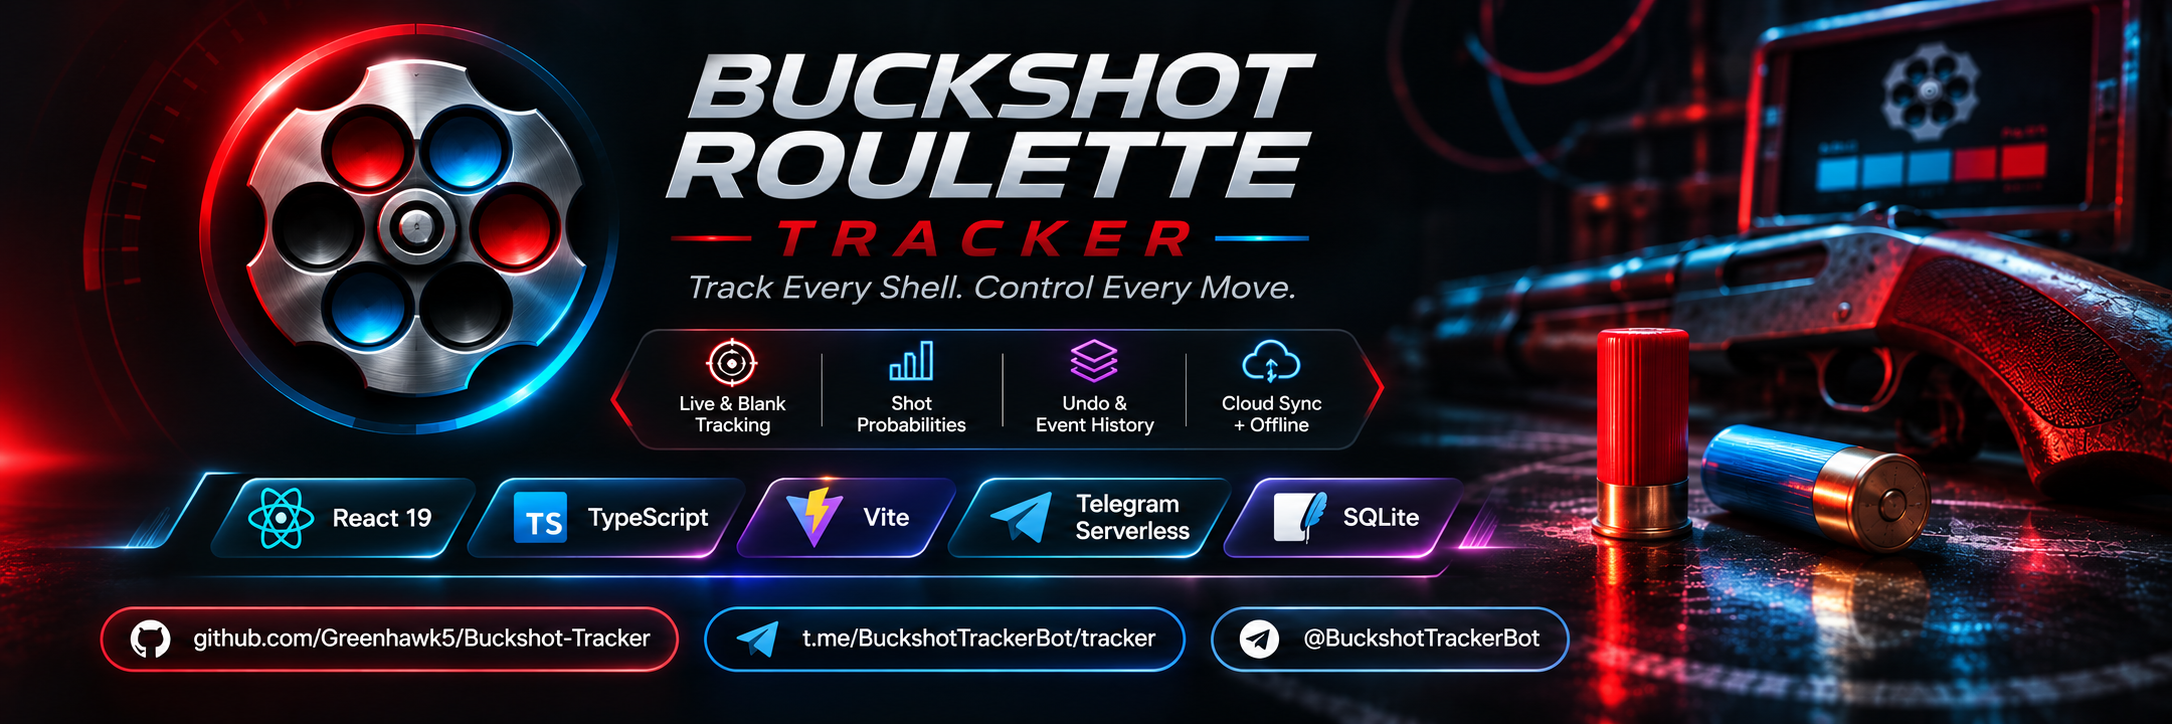 BUCKSHOT
ROULETTE
TRACKER
Track Every Shell. Control Every Move.
Live & Blank
Tracking
Shot
Probabilities
Undo &
Event History
Cloud Sync
+ Offline
React 19
TS
TypeScript
Vite
Telegram
Serverless
SQLite
github.com/Greenhawk5/Buckshot-Tracker
t.me/BuckshotTrackerBot/tracker
@BuckshotTrackerBot